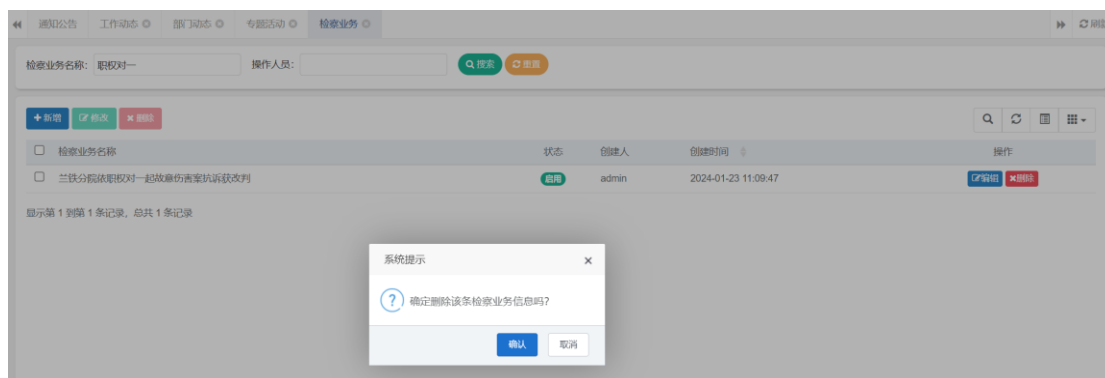 通知公告 工作动态 部门动态 专题活动 检察业务 刷新
检察业务名称: 职权对一 操作人员: 搜索 重置
+新增 修改 ×删除
检察业务名称 状态 创建人 创建时间 操作
兰铁分院依职权对一起故意伤害案抗诉获改判 启用 admin 2024-01-23 11:09:47 编辑 ×删除
显示第 1 到第 1 条记录, 总共 1 条记录
系统提示 ×
确定删除该条检察业务信息吗?
确认 取消